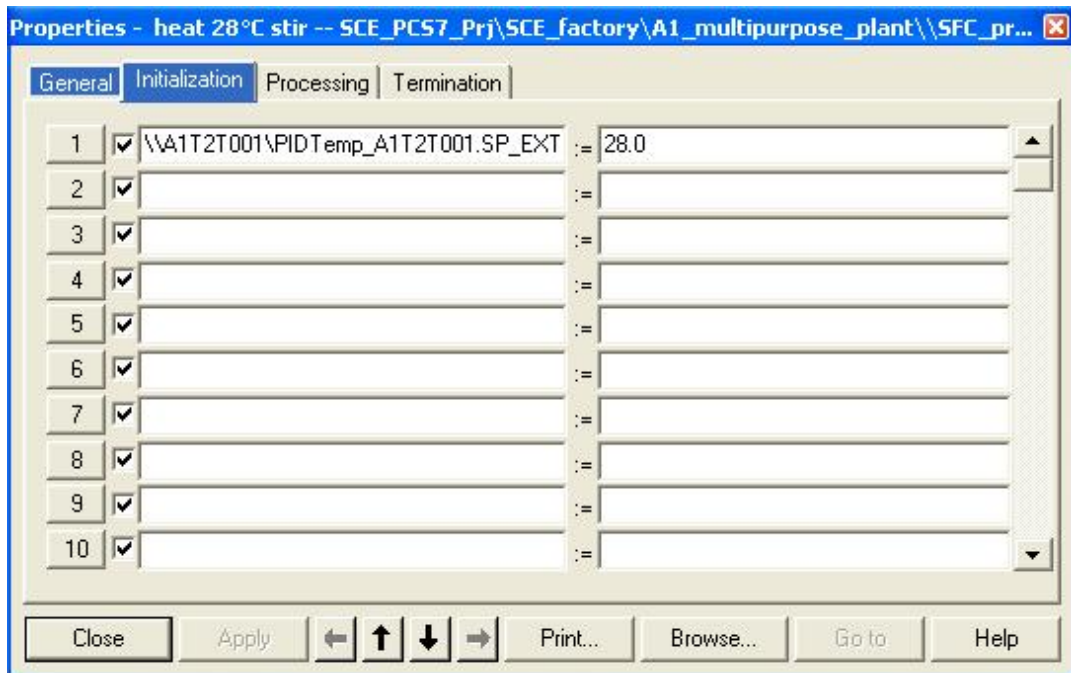 Properties - heat 28°C stir -- SCE_PCS7_Prj\SCE_factory\A1_multipurpose_plant\\SFC_pr...
General Initialization Processing Termination
1 \\A1T2T001\PIDTemp_A1T2T001.SP_EXT := 28.0
2 :=
3 :=
4 :=
5 :=
6 :=
7 :=
8 :=
9 :=
10 :=
Close Apply Print... Browse... Go to Help